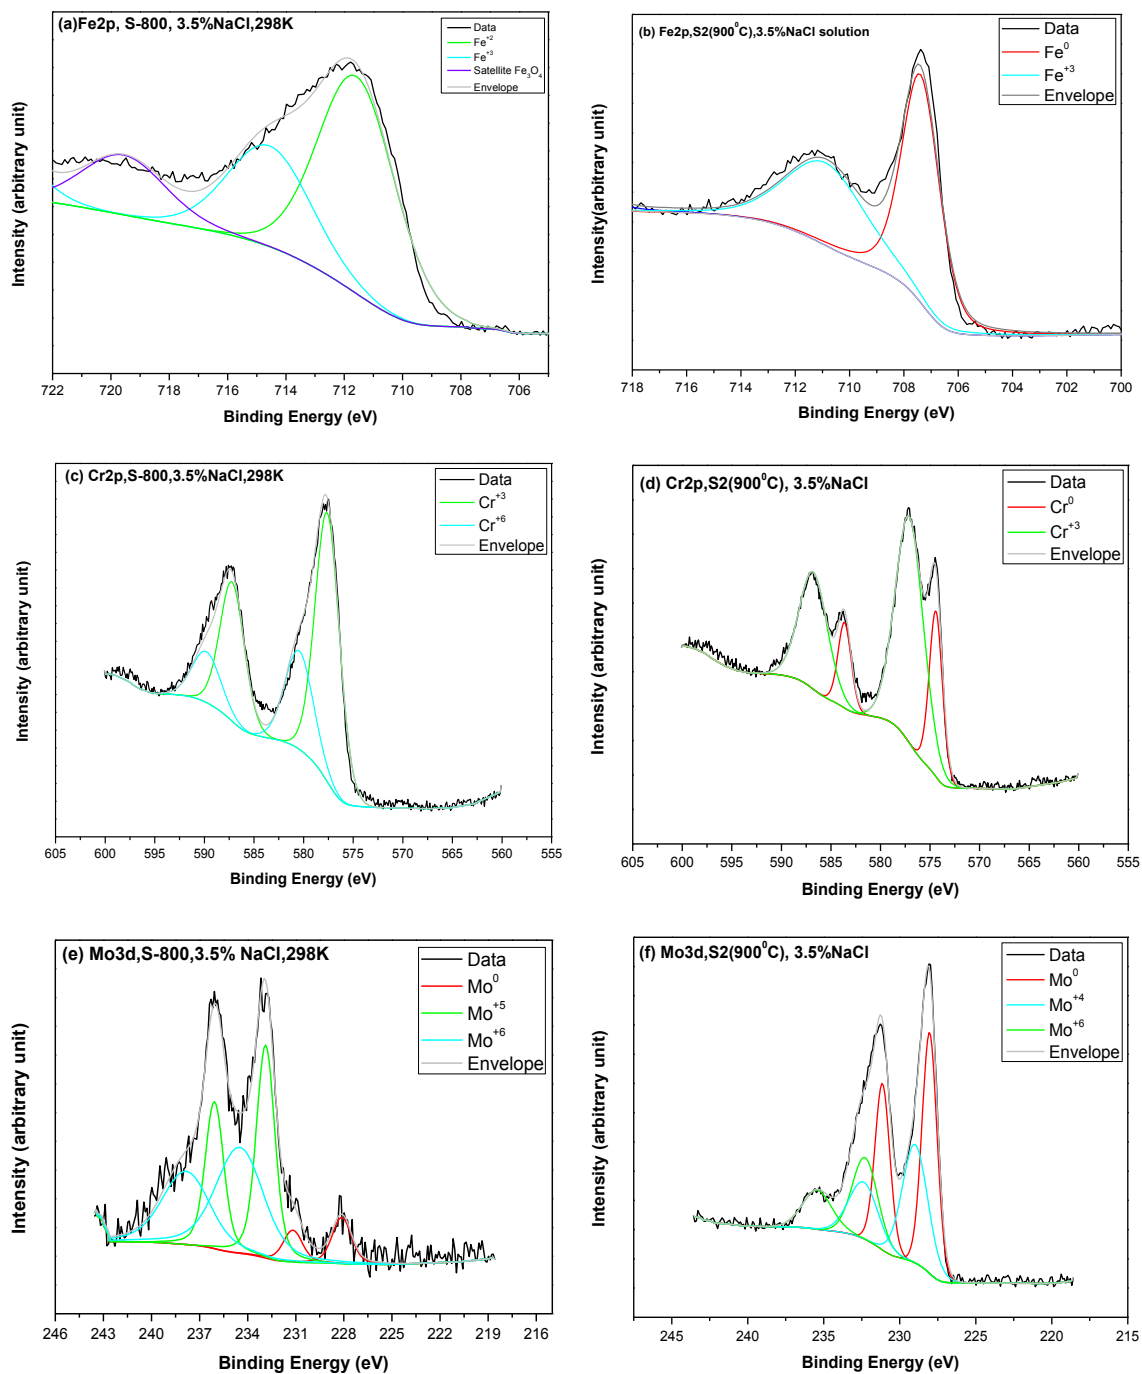 (a)Fe2p, S-800, 3.5%NaCl,298K
Data
Fe+2
Fe+3
Satellite Fe3O4
Envelope
Intensity (arbitrary unit)
722 720 718 716 714 712 710 708 706
Binding Energy (eV)
(b) Fe2p,S2(900⁰C),3.5%NaCl solution
Data
Fe0
Fe+3
Envelope
Intensity(arbitrary unit)
718 716 714 712 710 708 706 704 702 700
Binding Energy (eV)
(c) Cr2p,S-800,3.5%NaCl,298K
Data
Cr+3
Cr+6
Envelope
Intensity (arbitrary unit)
605 600 595 590 585 580 575 570 565 560 555
Binding Energy (eV)
(d) Cr2p,S2(900⁰C), 3.5%NaCl
Data
Cr0
Cr+3
Envelope
Intensity (arbitrary unit)
605 600 595 590 585 580 575 570 565 560 555
Binding Energy (eV)
(e) Mo3d,S-800,3.5% NaCl,298K
Data
Mo0
Mo+5
Mo+6
Envelope
Intensity (arbitrary unit)
246 243 240 237 234 231 228 225 222 219 216
Binding Energy (eV)
(f) Mo3d,S2(900⁰C), 3.5%NaCl
Data
Mo0
Mo+4
Mo+6
Envelope
Intensity (arbitrary unit)
245 240 235 230 225 220 215
Binding Energy (eV)